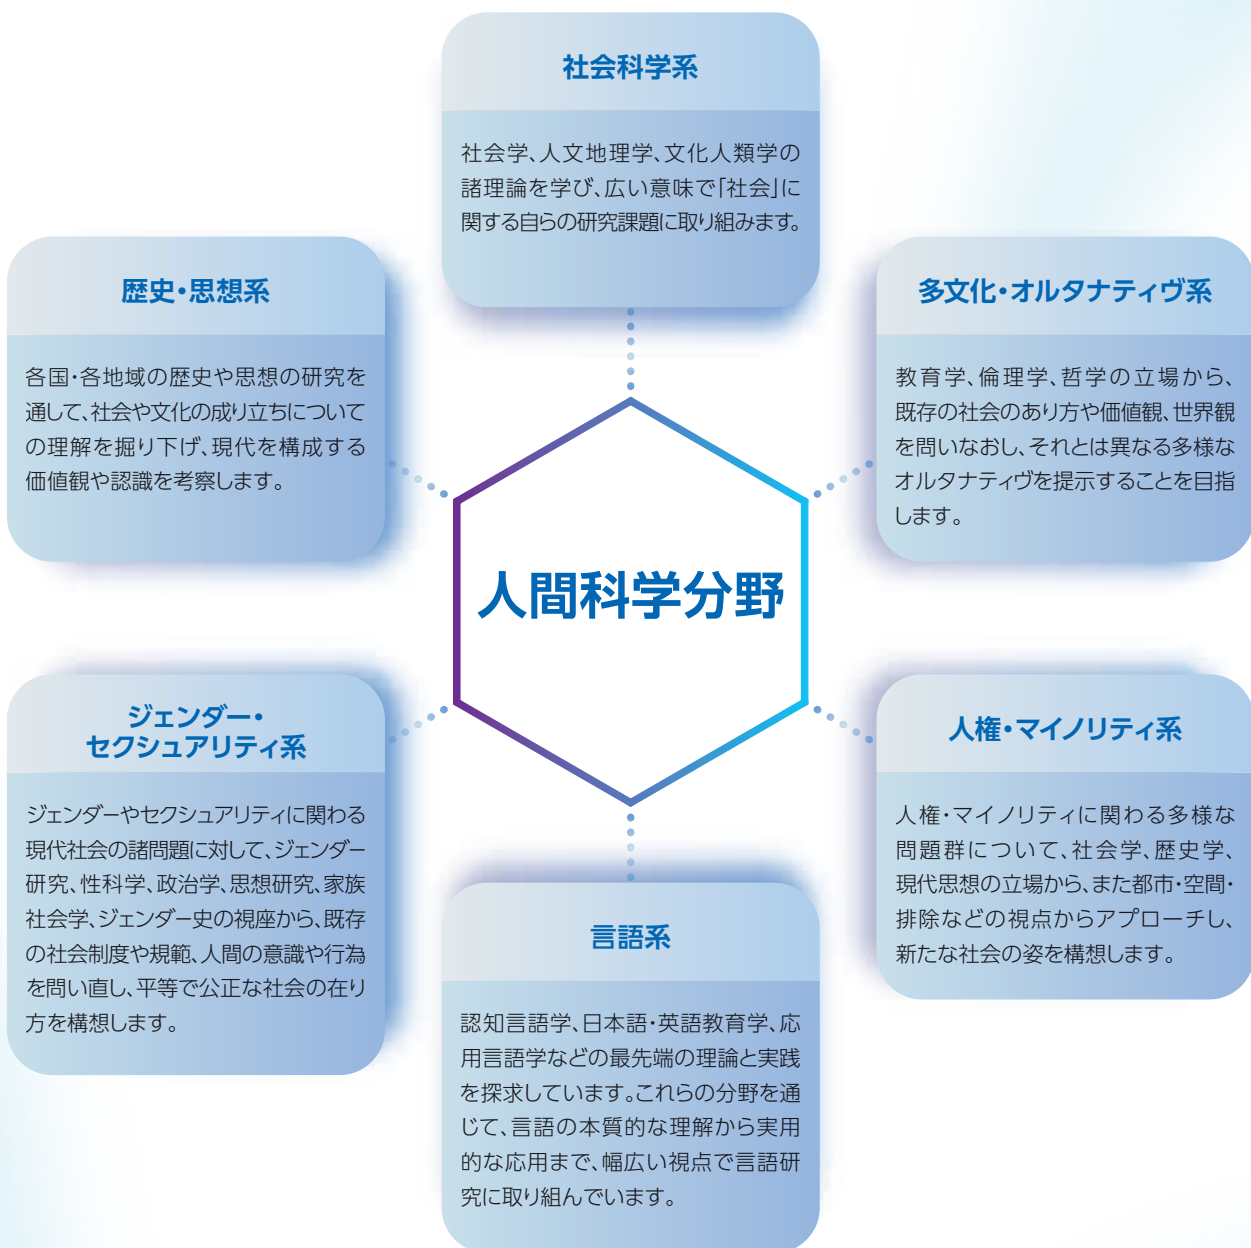 社会科学系
社会学、人文地理学、文化人類学の
諸理論を学び、広い意味で「社会」に
関する自らの研究課題に取り組みます。
歴史・思想系
各国・各地域の歴史や思想の研究を
通して、社会や文化の成り立ちについて
の理解を掘り下げ、現代を構成する
価値観や認識を考察します。
多文化・オルタナティヴ系
教育学、倫理学、哲学の立場から、
既存の社会のあり方や価値観、世界観
を問いなおし、それとは異なる多様な
オルタナティヴを提示することを目指
します。
人間科学分野
ジェンダー・
セクシュアリティ系
ジェンダーやセクシュアリティに関わる
現代社会の諸問題に対して、ジェンダー
研究、性科学、政治学、思想研究、家族
社会学、ジェンダー史の視座から、既存
の社会制度や規範、人間の意識や行為
を問い直し、平等で公正な社会の在り
方を構想します。
人権・マイノリティ系
人権・マイノリティに関わる多様な
問題群について、社会学、歴史学、
現代思想の立場から、また都市・空間・
排除などの視点からアプローチし、
新たな社会の姿を構想します。
言語系
認知言語学、日本語・英語教育学、応
用言語学などの最先端の理論と実践
を探求しています。これらの分野を通
じて、言語の本質的な理解から実用
的な応用まで、幅広い視点で言語研
究に取り組んでいます。